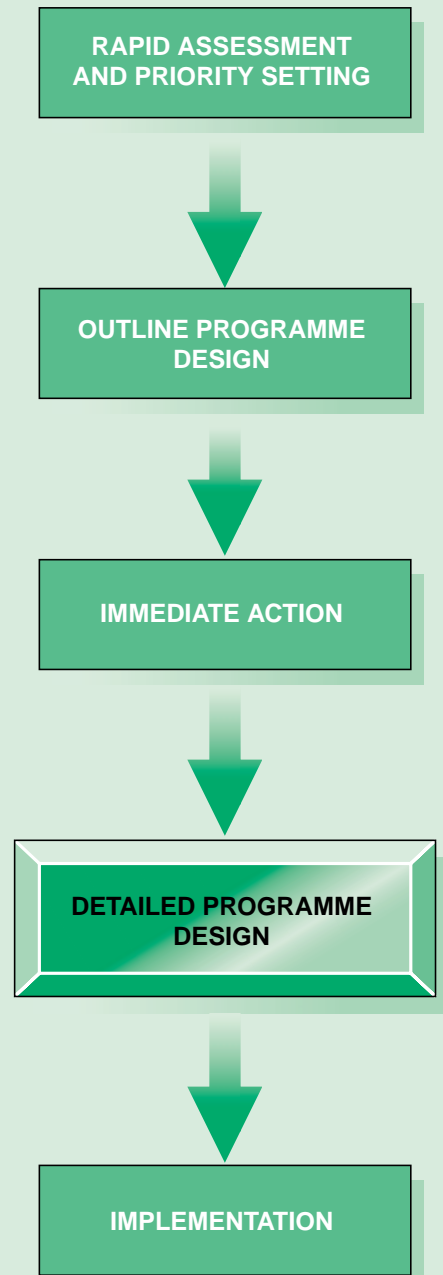 RAPID ASSESSMENT
AND PRIORITY SETTING
OUTLINE PROGRAMME
DESIGN
IMMEDIATE ACTION
DETAILED PROGRAMME
DESIGN
IMPLEMENTATION